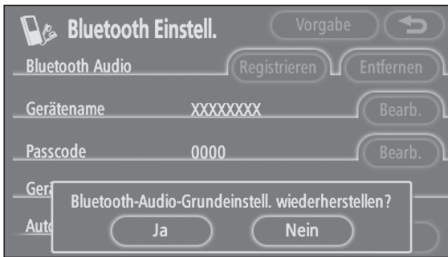 Bluetooth Einstell. Vorgabe
Bluetooth Audio Registrieren Entfernen
Gerätename XXXXXXXX Bearb.
Passcode 0000 Bearb.
Bluetooth-Audio-Grundeinstell. wiederherstellen?
Ja Nein